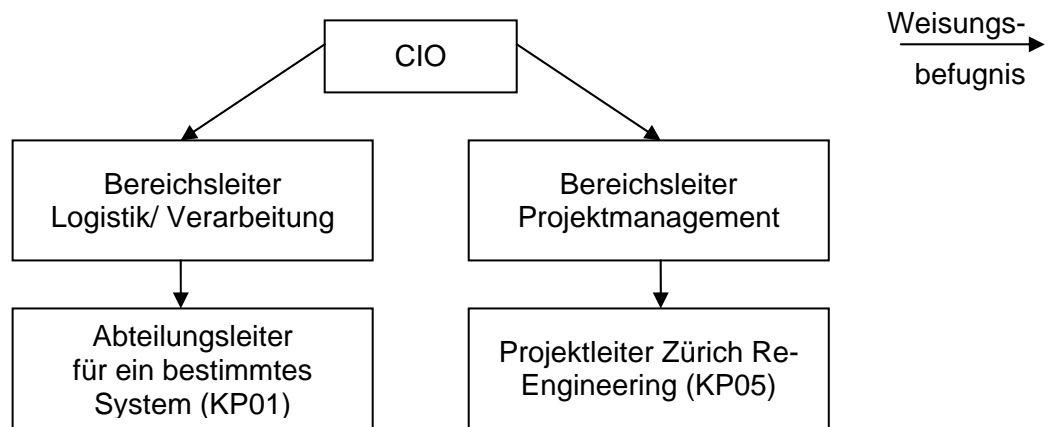 CIO
Weisungs-
befugnis
Bereichsleiter
Logistik/ Verarbeitung
Bereichsleiter
Projektmanagement
Abteilungsleiter
für ein bestimmtes
System (KP01)
Projektleiter Zürich Re-
Engineering (KP05)